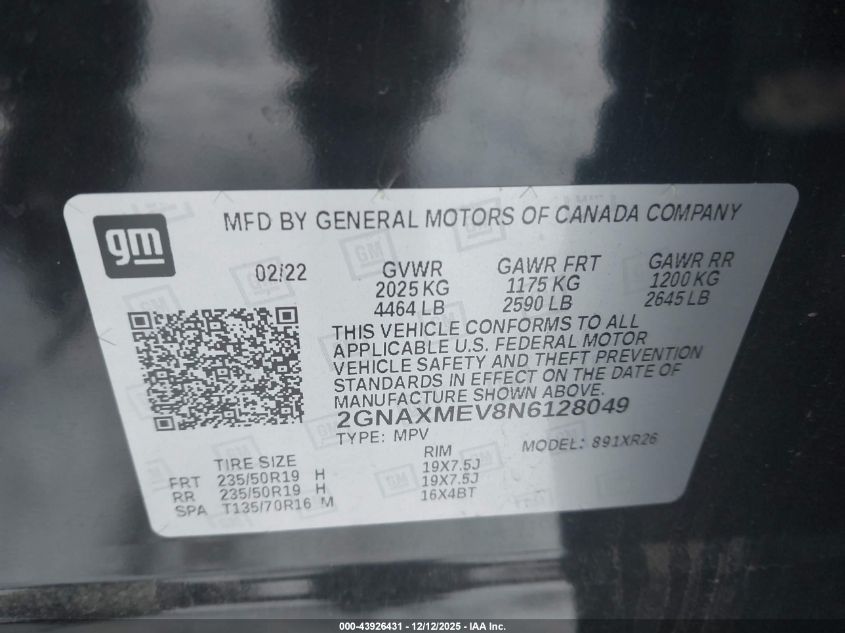 gm
MFD BY GENERAL MOTORS OF CANADA COMPANY
02/22 GVWR GAWR FRT GAWR RR
2025 KG 1175 KG 1200 KG
4464 LB 2590 LB 2645 LB
THIS VEHICLE CONFORMS TO ALL
APPLICABLE U.S. FEDERAL MOTOR
VEHICLE SAFETY AND THEFT PREVENTION
STANDARDS IN EFFECT ON THE DATE OF
MANUFACTURE SHOWN ABOVE.
2GNAXMEV8N6128049
TYPE: MPV MODEL: 891XR26
TIRE SIZE RIM
FRT 235/50R19 H 19X7.5J
RR 235/50R19 H 19X7.5J
SPA T135/70R16 M 16X4BT
000-43926431 - 12/12/2025 - IAA Inc.